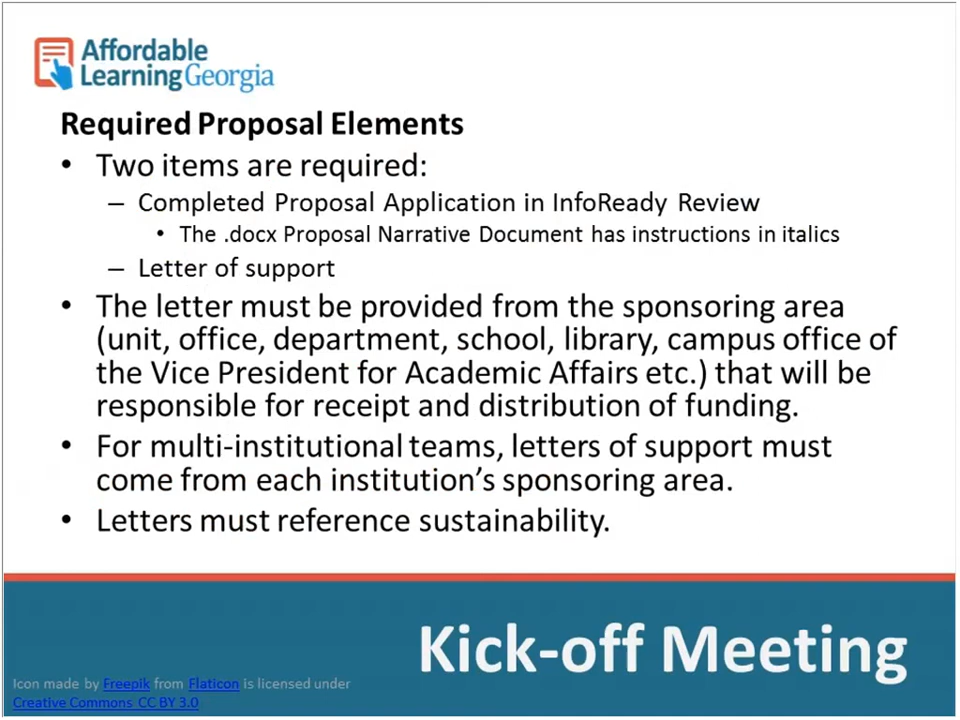 Affordable
LearningGeorgia
Required Proposal Elements
• Two items are required:
– Completed Proposal Application in InfoReady Review
• The .docx Proposal Narrative Document has instructions in italics
– Letter of support
• The letter must be provided from the sponsoring area
(unit, office, department, school, library, campus office of
the Vice President for Academic Affairs etc.) that will be
responsible for receipt and distribution of funding.
• For multi-institutional teams, letters of support must
come from each institution's sponsoring area.
• Letters must reference sustainability.
Kick-off Meeting
Icon made by Freepik from Flaticon is licensed under
Creative Commons CC BY 3.0